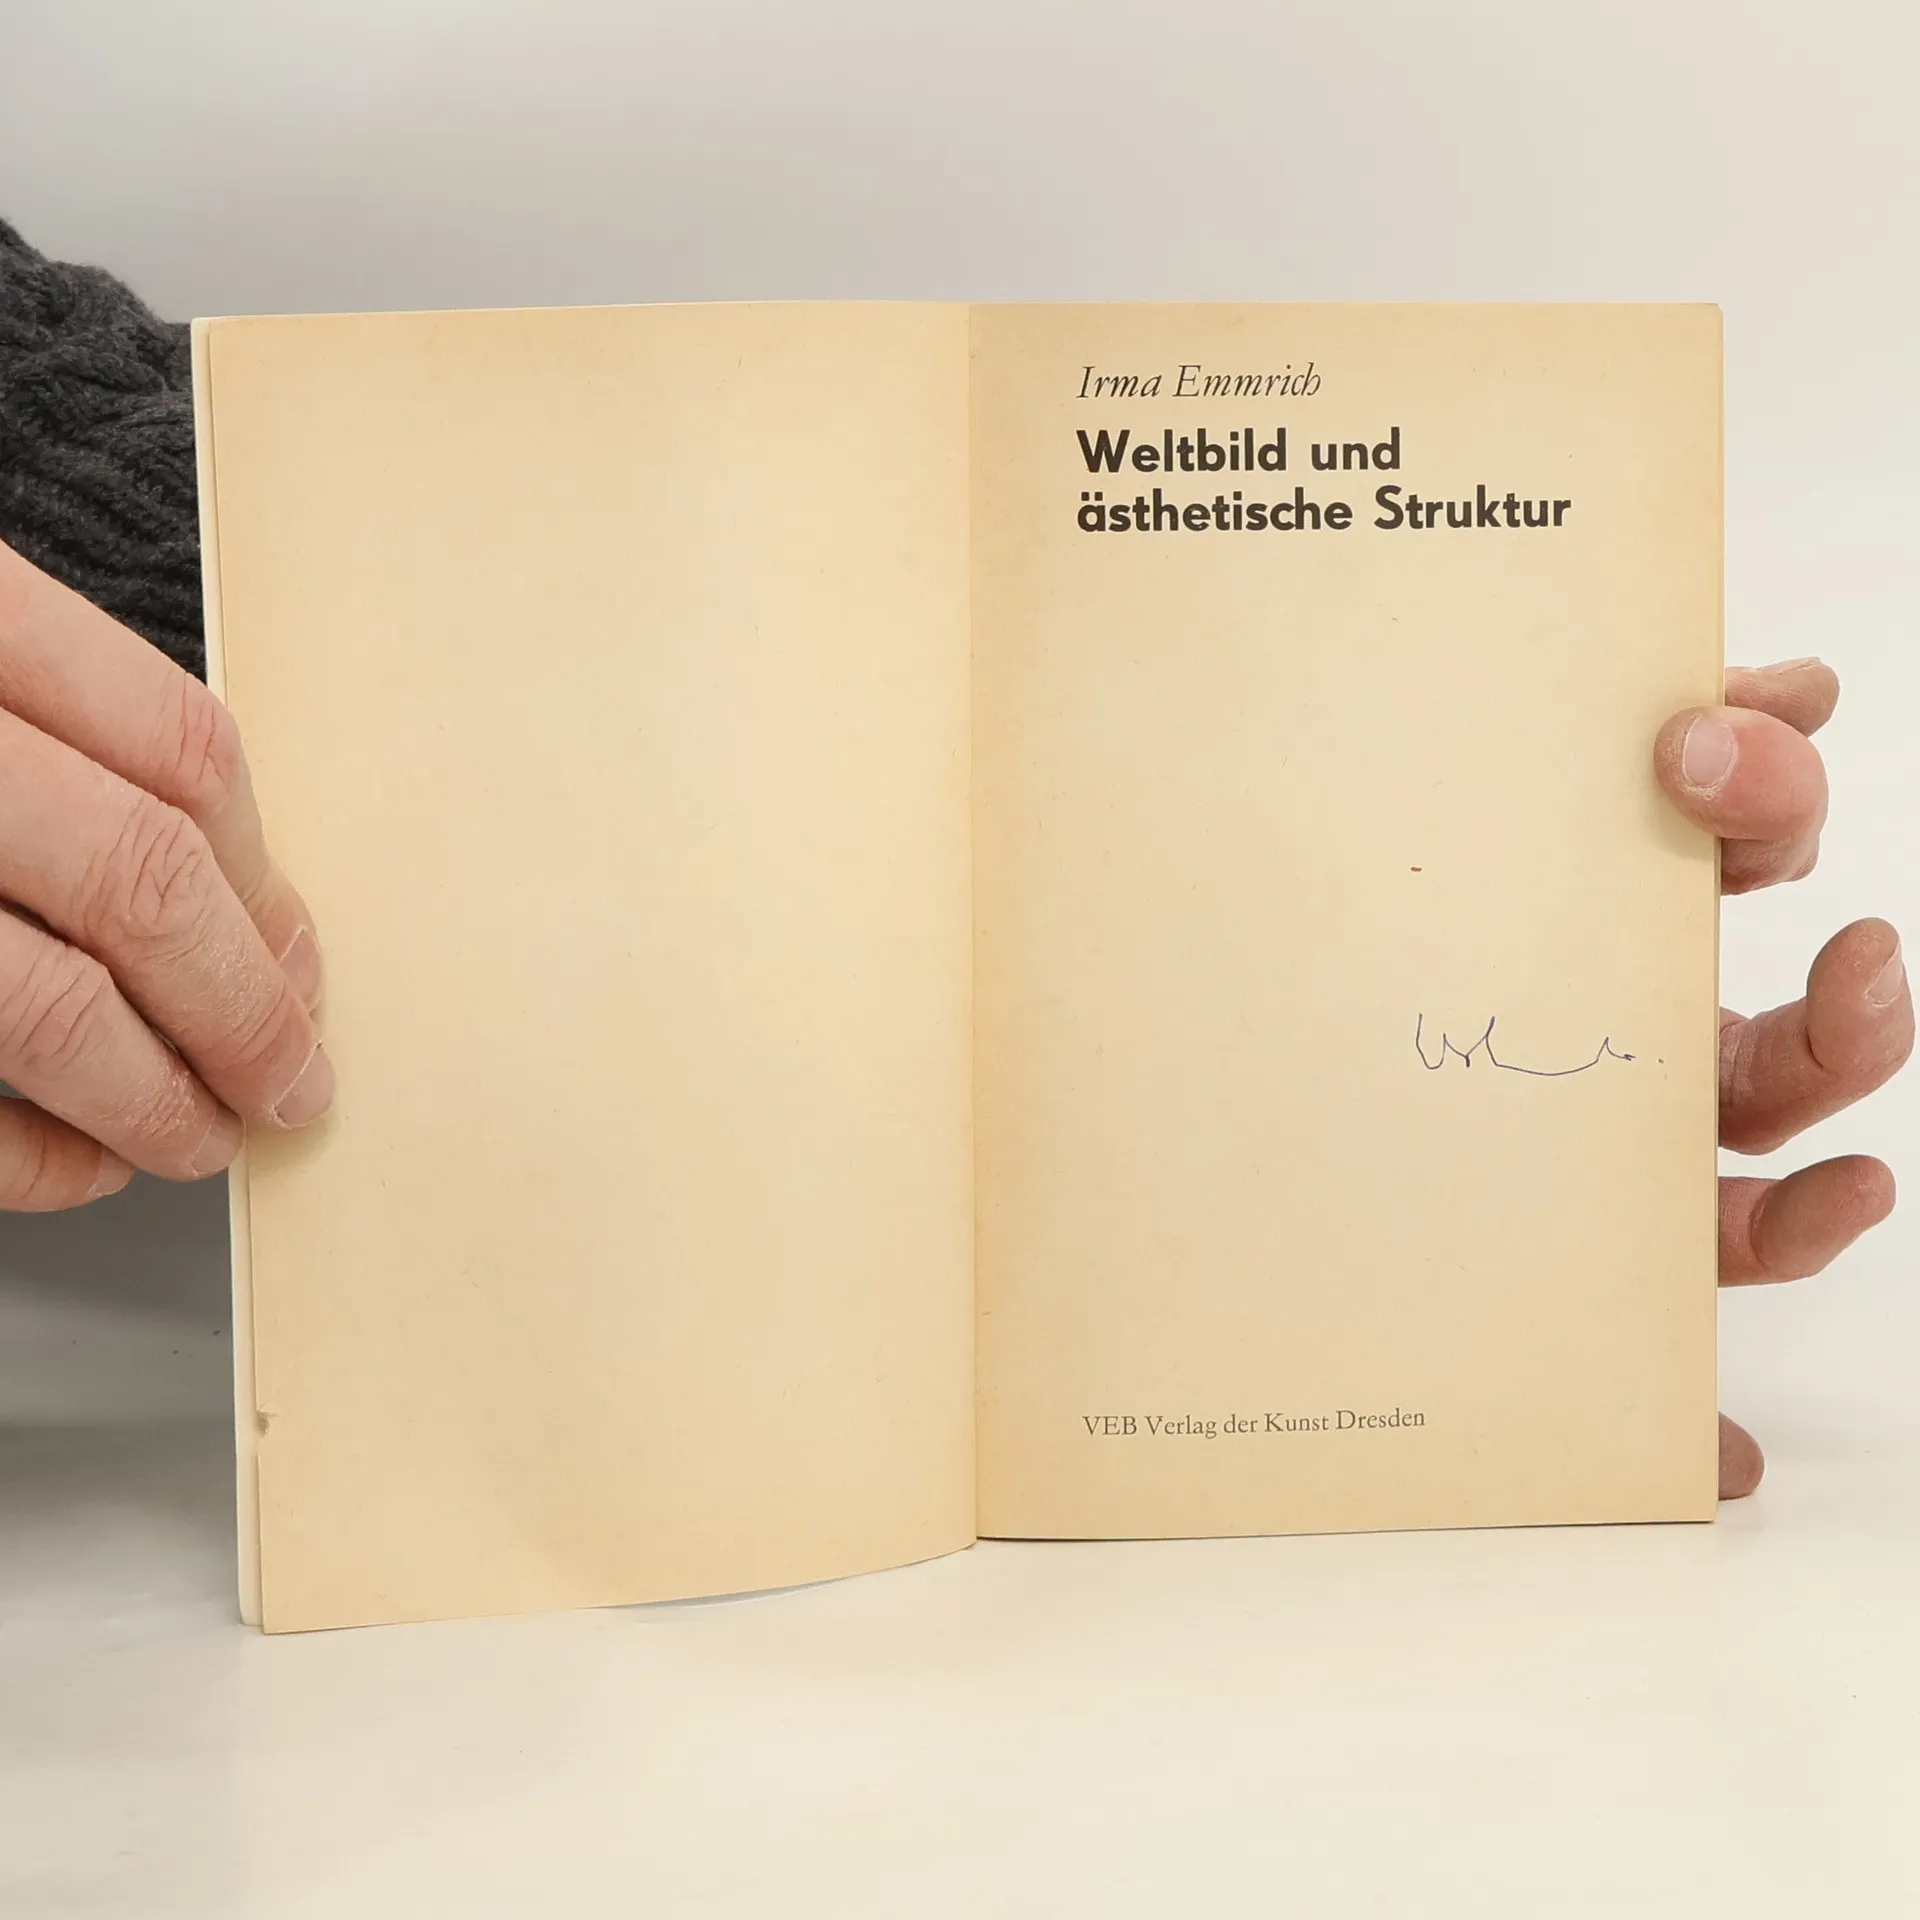 Irma Emmrich
Weltbild und
ästhetische Struktur
VEB Verlag der Kunst Dresden